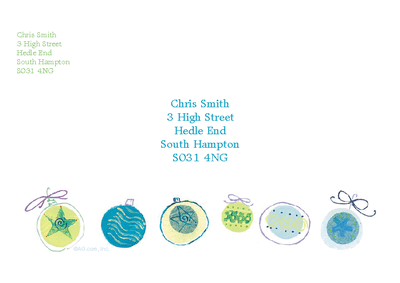 Chris Smith
3 High Street
Hedle End
South Hampton
SO31 4NG
Chris Smith
3 High Street
Hedle End
South Hampton
SO31 4NG